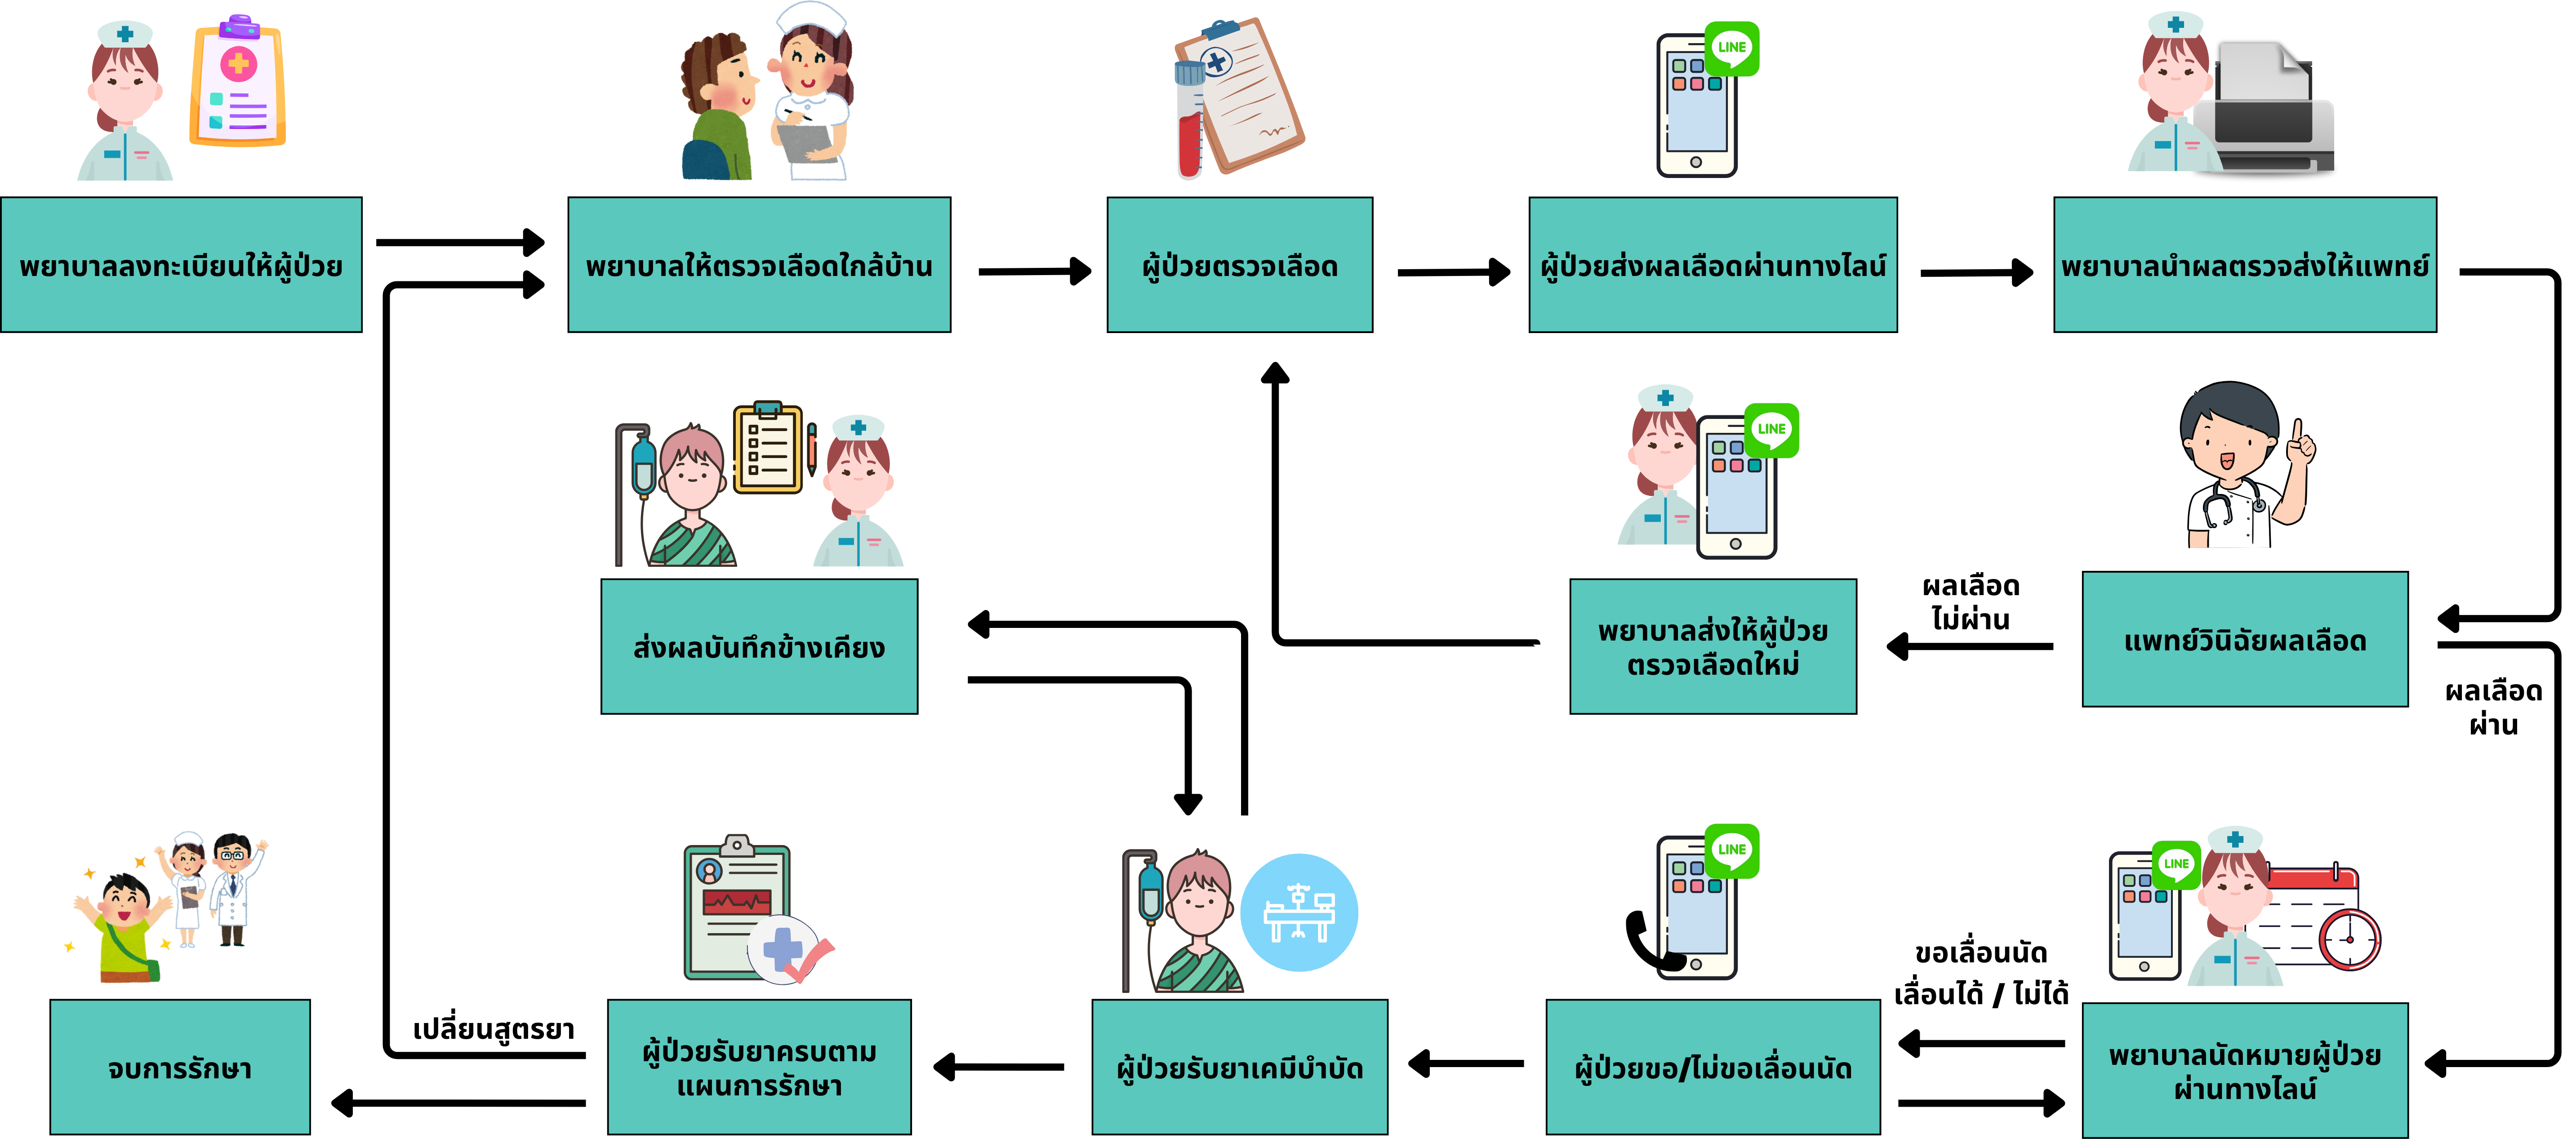 LINE
พยาบาลลงทะเบียนให้ผู้ป่วย
พยาบาลให้ตรวจเลือดใกล้บ้าน
ผู้ป่วยตรวจเลือด
ผู้ป่วยส่งผลเลือดผ่านทางไลน์
พยาบาลนำผลตรวจส่งให้แพทย์
LINE
ส่งผลบันทึกข้างเคียง
พยาบาลส่งให้ผู้ป่วย
ตรวจเลือดใหม่
ผลเลือด
ไม่ผ่าน
แพทย์วินิฉัยผลเลือด
ผลเลือด
ผ่าน
LINE
LINE
ขอเลื่อนนัด
เลื่อนได้ / ไม่ได้
จบการรักษา
เปลี่ยนสูตรยา
ผู้ป่วยรับยาครบตาม
แผนการรักษา
ผู้ป่วยรับยาเคมีบำบัด
ผู้ป่วยขอ/ไม่ขอเลื่อนนัด
พยาบาลนัดหมายผู้ป่วย
ผ่านทางไลน์